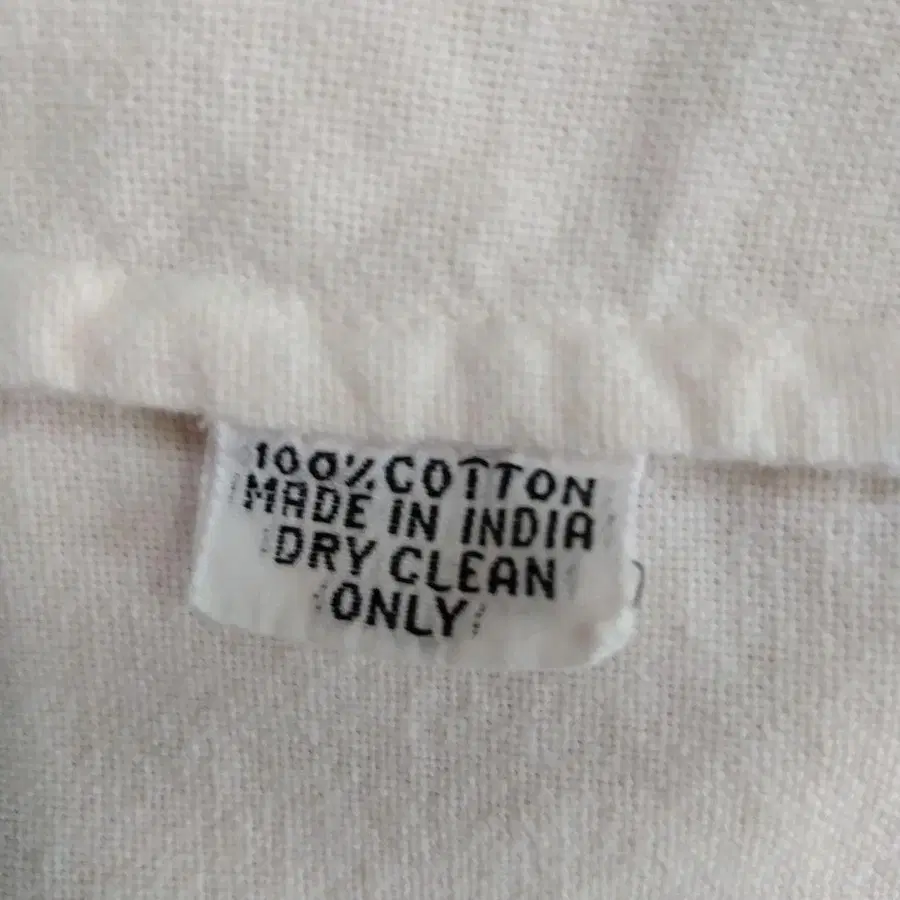 100% COTTON
MADE IN INDIA
DRY CLEAN
ONLY